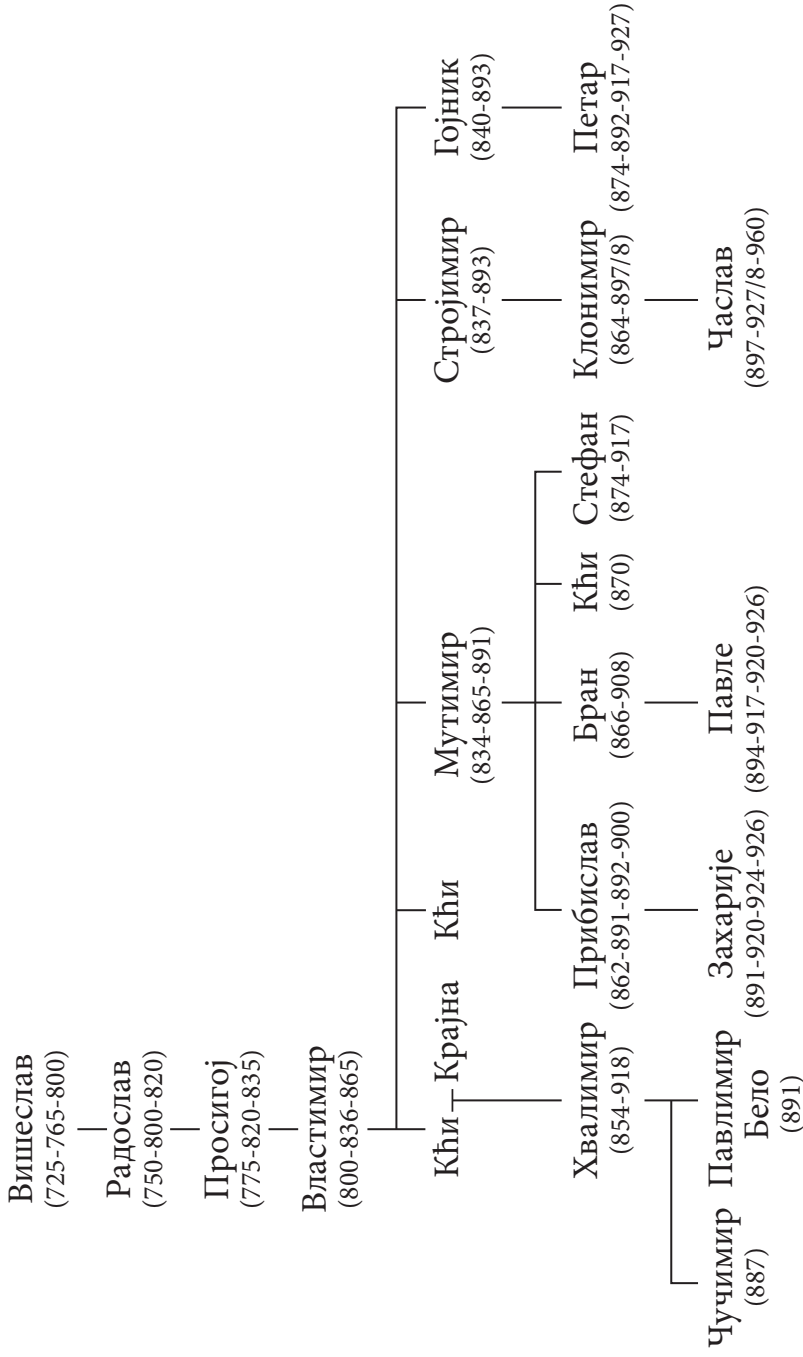 Вишеслав
(725-765-800)
Радослав
(750-800-820)
Просигој
(775-820-835)
Властимир
(800-836-865)
Кћи – Крајна
Кћи
Мутимир
(834-865-891)
Стројимир
(837-893)
Гојник
(840-893)
Хвалимир
(854-918)
Прибислав
(862-891-892-900)
Бран
(866-908)
Кћи
(870)
Стефан
(874-917)
Клонимир
(864-897/8)
Петар
(874-892-917-927)
Чучимир
(887)
Павлимир
Бело
(891)
Захарије
(891-920-924-926)
Павле
(894-917-920-926)
Часлав
(897-927/8-960)